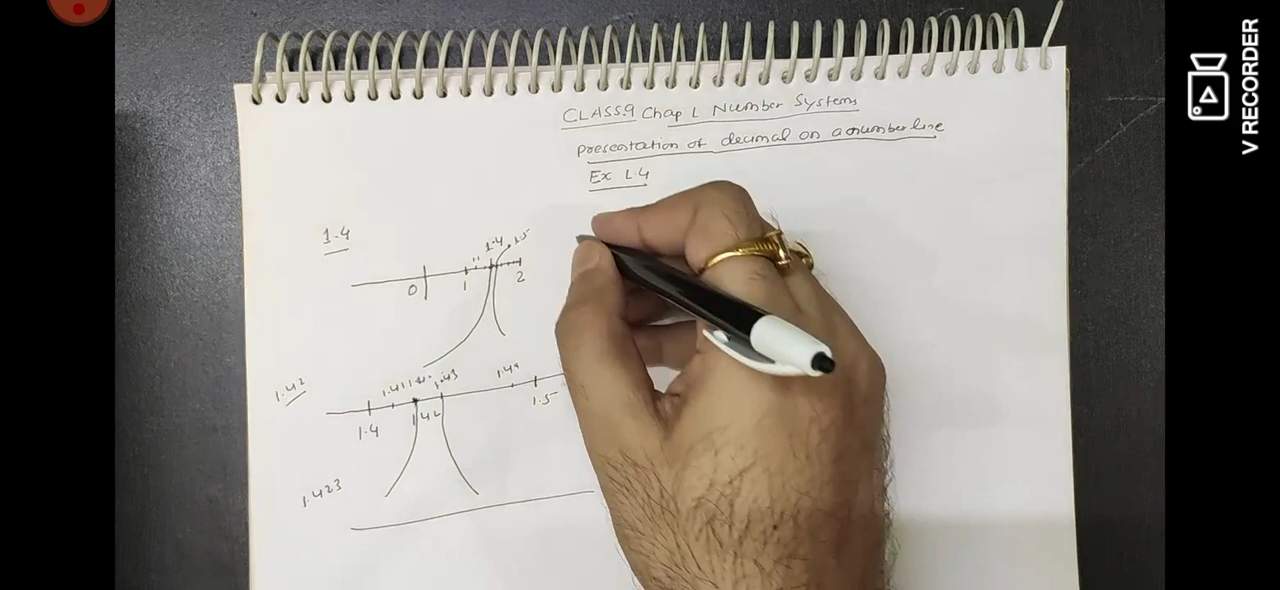 CLASS.9 Chap 1 Number Systems
presentation of decimal on a number line
Ex 1.4
1.4
1.4 1.5
0 1 2
1.42
1.41 1.43 1.49
1.4 1.42 1.5
1.423
V RECORDER